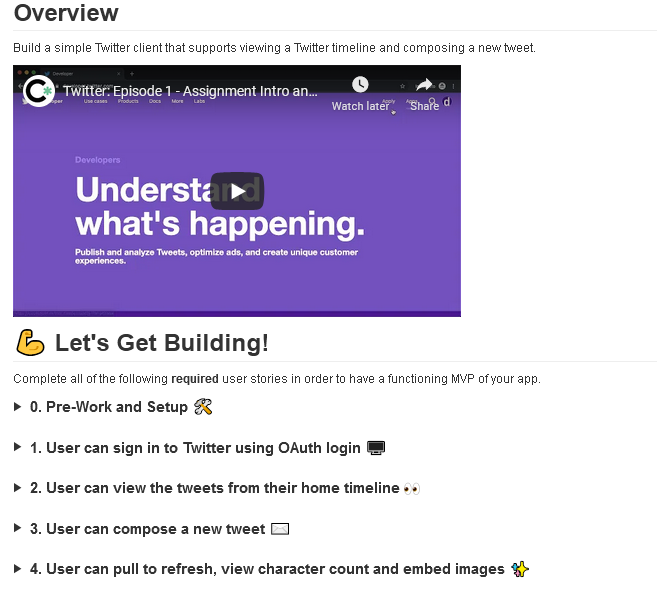 Overview
Build a simple Twitter client that supports viewing a Twitter timeline and composing a new tweet.
Developer
Twitter: Episode 1 - Assignment Intro an...
Use cases Products Docs More Labs Apply
Watch later
Share
Developers
Understand
what's happening.
Publish and analyze Tweets, optimize ads, and create unique customer
experiences.
💪 Let's Get Building!
Complete all of the following required user stories in order to have a functioning MVP of your app.
0. Pre-Work and Setup 🛠️
1. User can sign in to Twitter using OAuth login 🖥️
2. User can view the tweets from their home timeline 👀
3. User can compose a new tweet ✉️
4. User can pull to refresh, view character count and embed images ✨